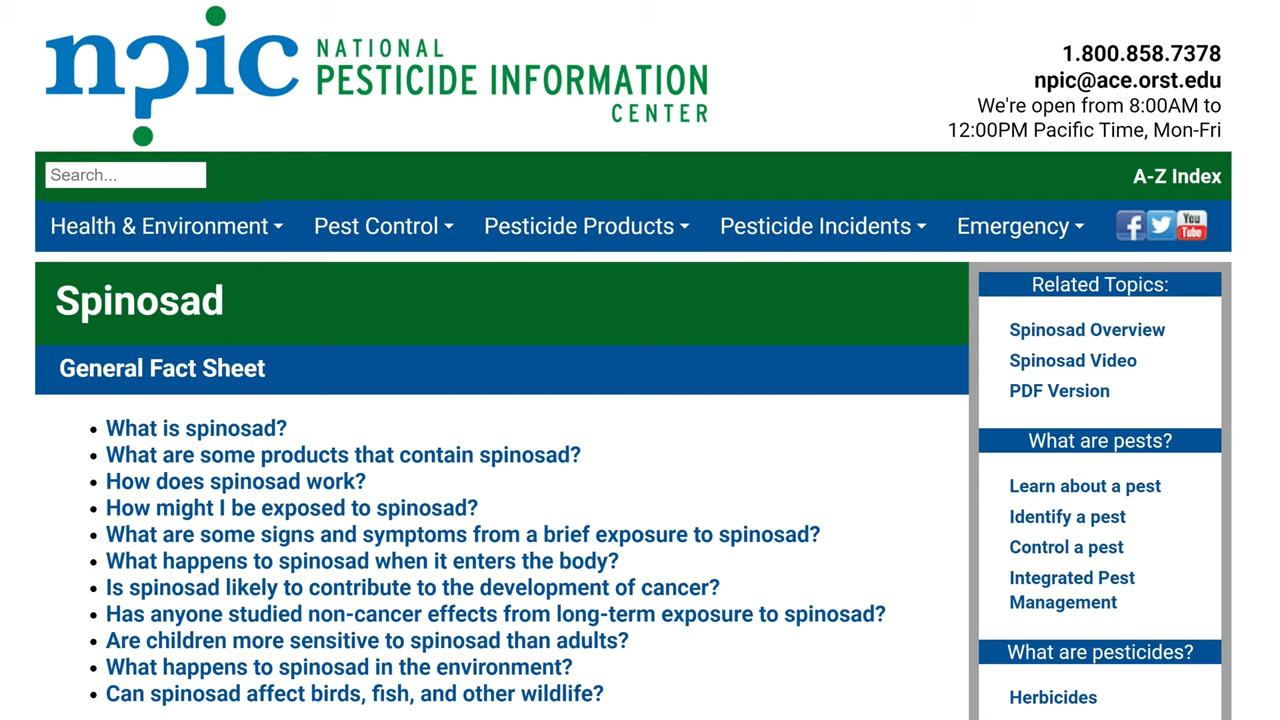 npic
NATIONAL
PESTICIDE INFORMATION
CENTER
1.800.858.7378
npic@ace.orst.edu
We're open from 8:00AM to
12:00PM Pacific Time, Mon-Fri
Search...
A-Z Index
Health & Environment
Pest Control
Pesticide Products
Pesticide Incidents
Emergency
You
Tube
Spinosad
General Fact Sheet
What is spinosad?
What are some products that contain spinosad?
How does spinosad work?
How might I be exposed to spinosad?
What are some signs and symptoms from a brief exposure to spinosad?
What happens to spinosad when it enters the body?
Is spinosad likely to contribute to the development of cancer?
Has anyone studied non-cancer effects from long-term exposure to spinosad?
Are children more sensitive to spinosad than adults?
What happens to spinosad in the environment?
Can spinosad affect birds, fish, and other wildlife?
Related Topics:
Spinosad Overview
Spinosad Video
PDF Version
What are pests?
Learn about a pest
Identify a pest
Control a pest
Integrated Pest
Management
What are pesticides?
Herbicides